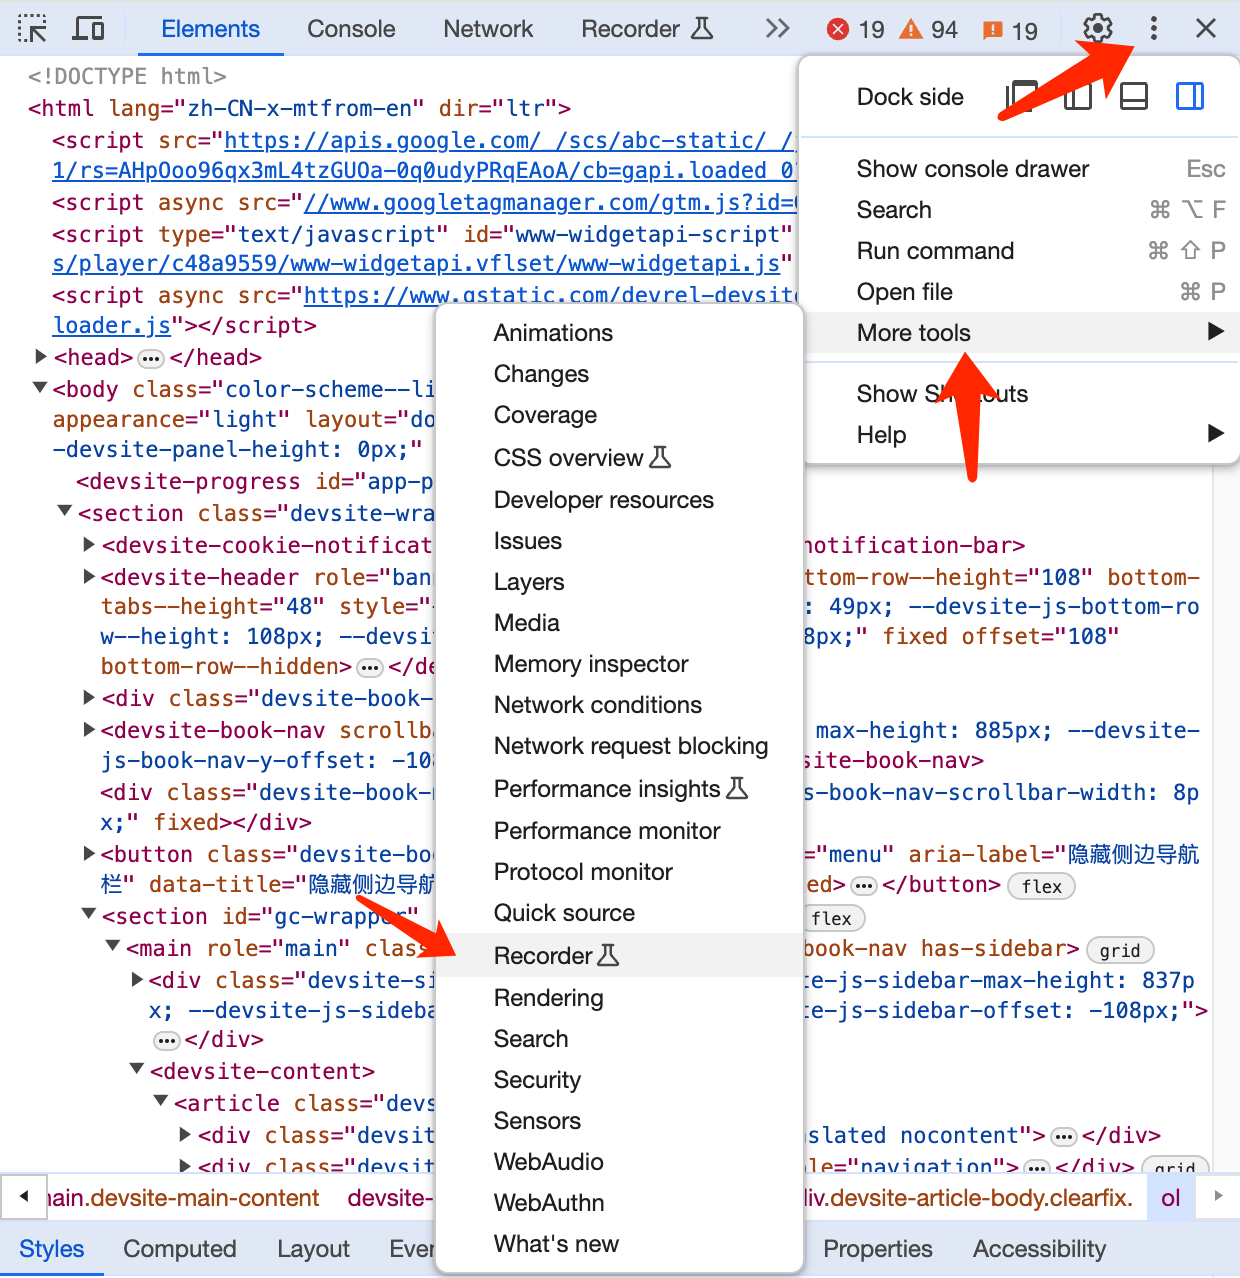 Elements Console Network Recorder 19 94 19
<!DOCTYPE html>
<html lang="zh-CN-x-mtfrom-en" dir="ltr">
<script src="https://apis.google.com/_/scs/abc-static/_/
1/rs=AHpOoo96qx3mL4tzGUOa-0q0udyPRqEAoA/cb=gapi.loaded_0
<script async src="//www.googletagmanager.com/gtm.js?id=
<script type="text/javascript" id="www-widgetapi-script"
s/player/c48a9559/www-widgetapi.vflset/www-widgetapi.js"
<script async src="https://www.gstatic.com/devrel-devsite
loader.js"></script>
<head> ••• </head>
<body class="color-scheme--li
appearance="light" layout="do
-devsite-panel-height: 0px;"
<devsite-progress id="app-p
<section class="devsite-wra
<devsite-cookie-notificat notification-bar>
<devsite-header role="ban ttom-row--height="108" bottom-
tabs--height="48" style=" : 49px; --devsite-js-bottom-ro
w--height: 108px; --devsi 8px;" fixed offset="108"
bottom-row--hidden> ••• </de
<div class="devsite-book-
<devsite-book-nav scrollba max-height: 885px; --devsite-
js-book-nav-y-offset: -10 site-book-nav>
<div class="devsite-book- s-book-nav-scrollbar-width: 8p
x;" fixed></div>
<button class="devsite-bo ="menu" aria-label="隐藏侧边导航
栏" data-title="隐藏侧边导航 ed> ••• </button> flex
<section id="gc-wrapper" flex
<main role="main" class book-nav has-sidebar> grid
<div class="devsite-s te-js-sidebar-max-height: 837p
x; --devsite-js-sideba te-js-sidebar-offset: -108px;">
••• </div>
<devsite-content>
<article class="devs
<div class="devsit slated nocontent"> ••• </div>
<div class="devsit le="navigation"> ••• </div> grid
main.devsite-main-content devsite- div.devsite-article-body.clearfix. ol
Styles Computed Layout Even Properties Accessibility
Dock side
Show console drawer Esc
Search ⌘ ⌥ F
Run command ⌘ ⇧ P
Open file ⌘ P
More tools
Show Shortcuts
Help
Animations
Changes
Coverage
CSS overview
Developer resources
Issues
Layers
Media
Memory inspector
Network conditions
Network request blocking
Performance insights
Performance monitor
Protocol monitor
Quick source
Recorder
Rendering
Search
Security
Sensors
WebAudio
WebAuthn
What's new